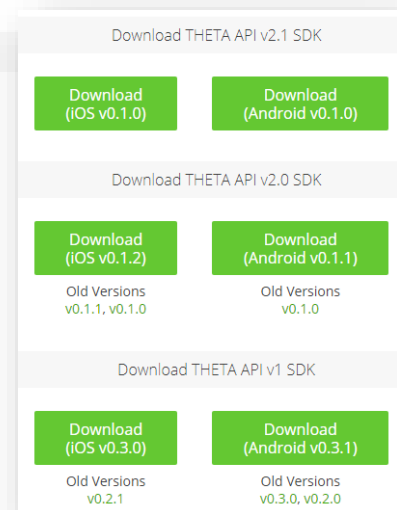 Download THETA API v2.1 SDK
Download
(iOS v0.1.0)
Download
(Android v0.1.0)
Download THETA API v2.0 SDK
Download
(iOS v0.1.2)
Download
(Android v0.1.1)
Old Versions
v0.1.1, v0.1.0
Old Versions
v0.1.0
Download THETA API v1 SDK
Download
(iOS v0.3.0)
Download
(Android v0.3.1)
Old Versions
v0.2.1
Old Versions
v0.3.0, v0.2.0